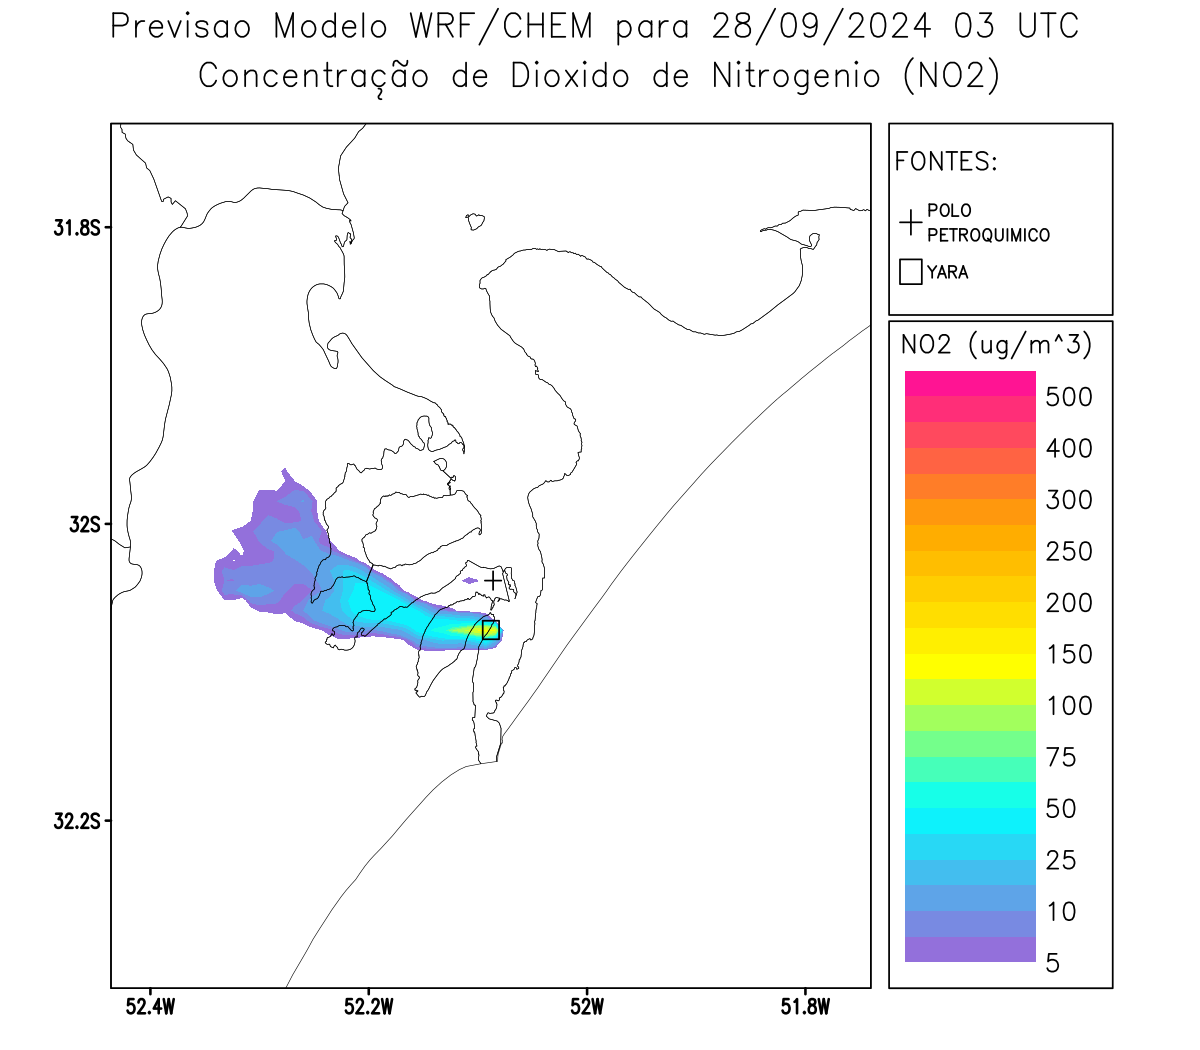 Previsao Modelo WRF/CHEM para 28/09/2024 03 UTC
Concentração de Dioxido de Nitrogenio (NO2)
FONTES:
POLO
PETROQUIMICO
YARA
31.8S
32S
32.2S
52.4W
52.2W
52W
51.8W
NO2 (ug/m^3)
500
400
300
250
200
150
100
75
50
25
10
5